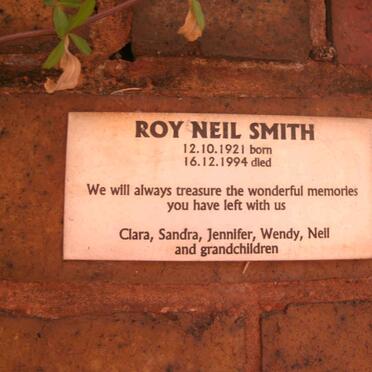 ROY NEIL SMITH
12.10.1921 born
16.12.1994 died
We will always treasure the wonderful memories
you have left with us
Clara, Sandra, Jennifer, Wendy, Neil
and grandchildren